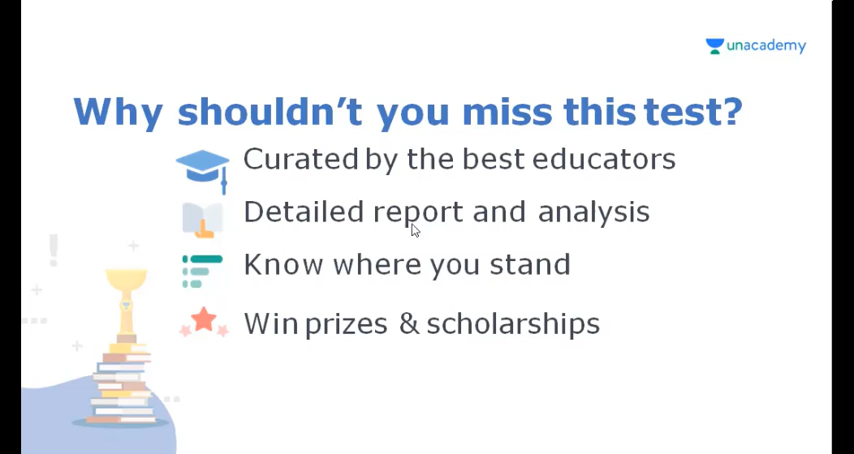 unacademy
Why shouldn't you miss this test?
Curated by the best educators
Detailed report and analysis
Know where you stand
Win prizes & scholarships